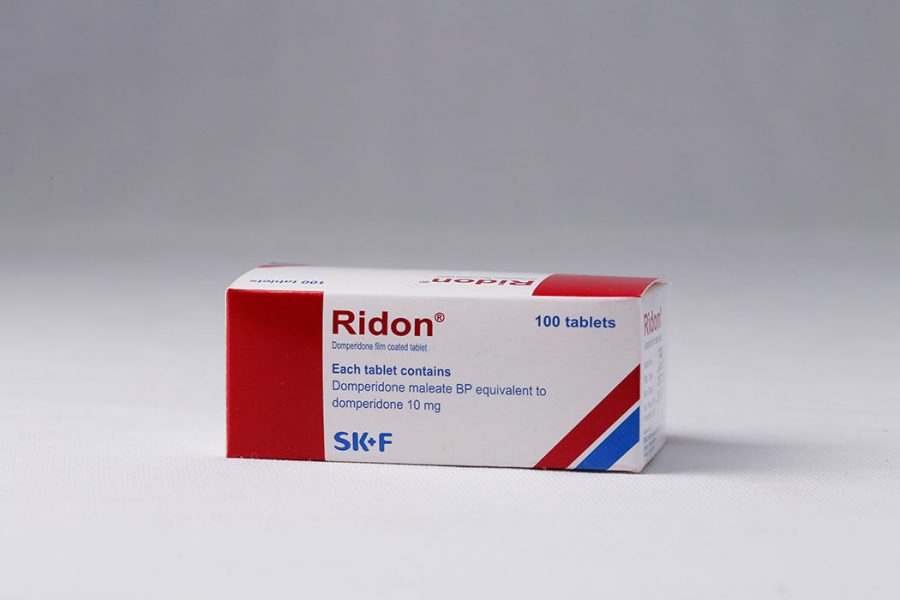 100 tablets
Ridon®
Ridon®
100 tablets
Domperidone film coated tablet
Each tablet contains
Domperidone maleate BP equivalent to
domperidone 10 mg
SK+F
Ridon®